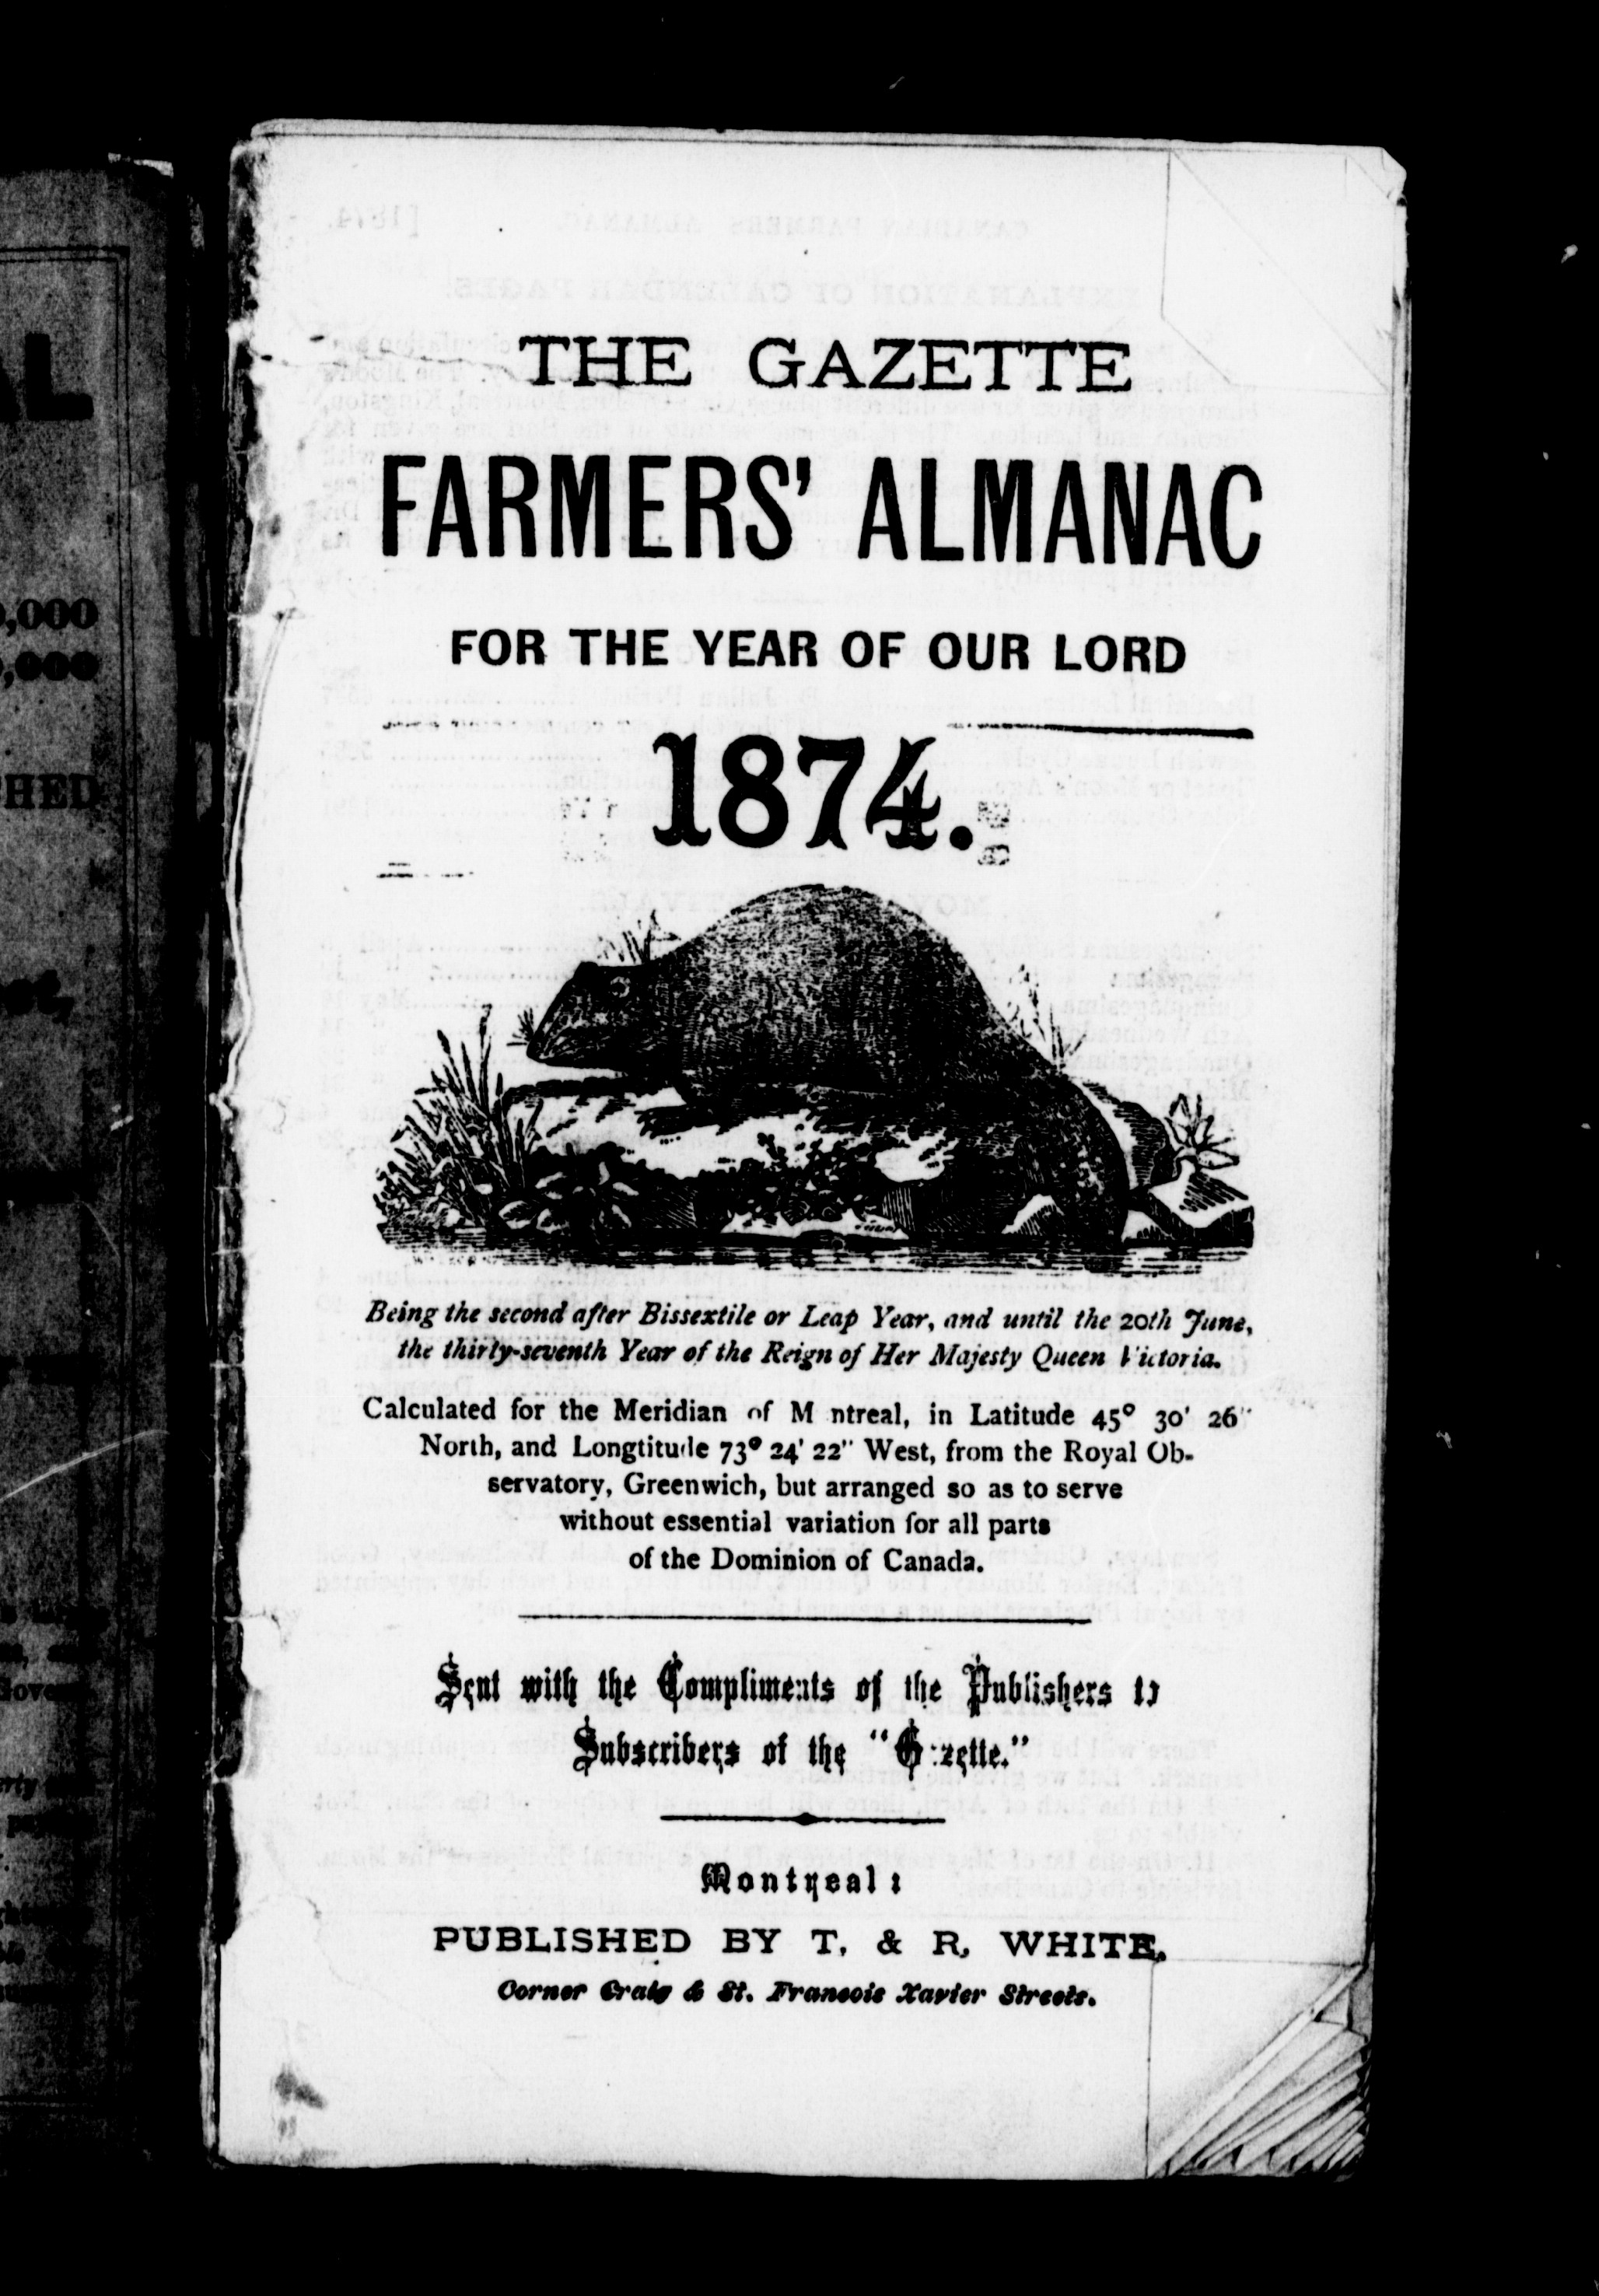 THE GAZETTE
FARMERS' ALMANAC
FOR THE YEAR OF OUR LORD
1874.
Being the second after Bissextile or Leap Year, and until the 20th June,
the thirty-seventh Year of the Reign of Her Majesty Queen Victoria.
Calculated for the Meridian of M ntreal, in Latitude 45° 30' 26"
North, and Longtitude 73° 24' 22" West, from the Royal Ob-
servatory, Greenwich, but arranged so as to serve
without essential variation for all parts
of the Dominion of Canada.
Sent with the Compliments of the Publishers to
Subscribers of the "Gazette."
Montreal:
PUBLISHED BY T. & R. WHITE,
Corner Craig & St. Francois Xavier Streets.
AL
,000
,000
HED